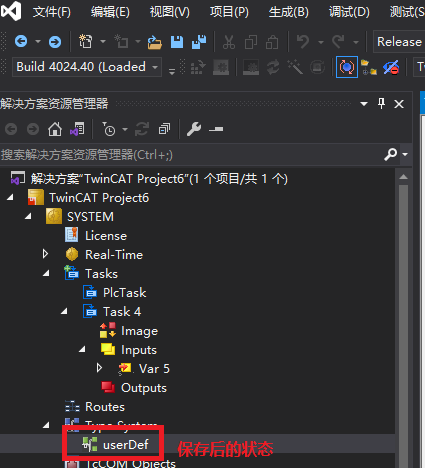 文件(F) 编辑(E) 视图(V) 项目(P) 生成(B) 调试(D) 测试(S
Release
Build 4024.40 (Loaded
解决方案资源管理器
搜索解决方案资源管理器(Ctrl+;)
解决方案"TwinCAT Project6"(1 个项目/共 1 个)
TwinCAT Project6
SYSTEM
License
Real-Time
Tasks
PlcTask
Task 4
Image
Inputs
Var 5
Outputs
Routes
Type System
userDef 保存后的状态
TcCOM Objects